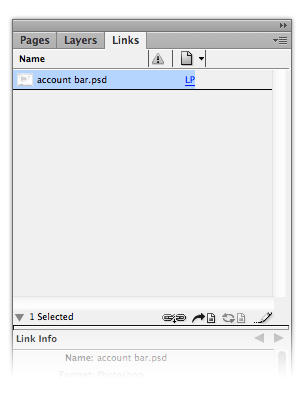 Pages Layers Links
Name
account bar.psd LP
1 Selected
Link Info
Name: account bar.psd
Format: Photoshop